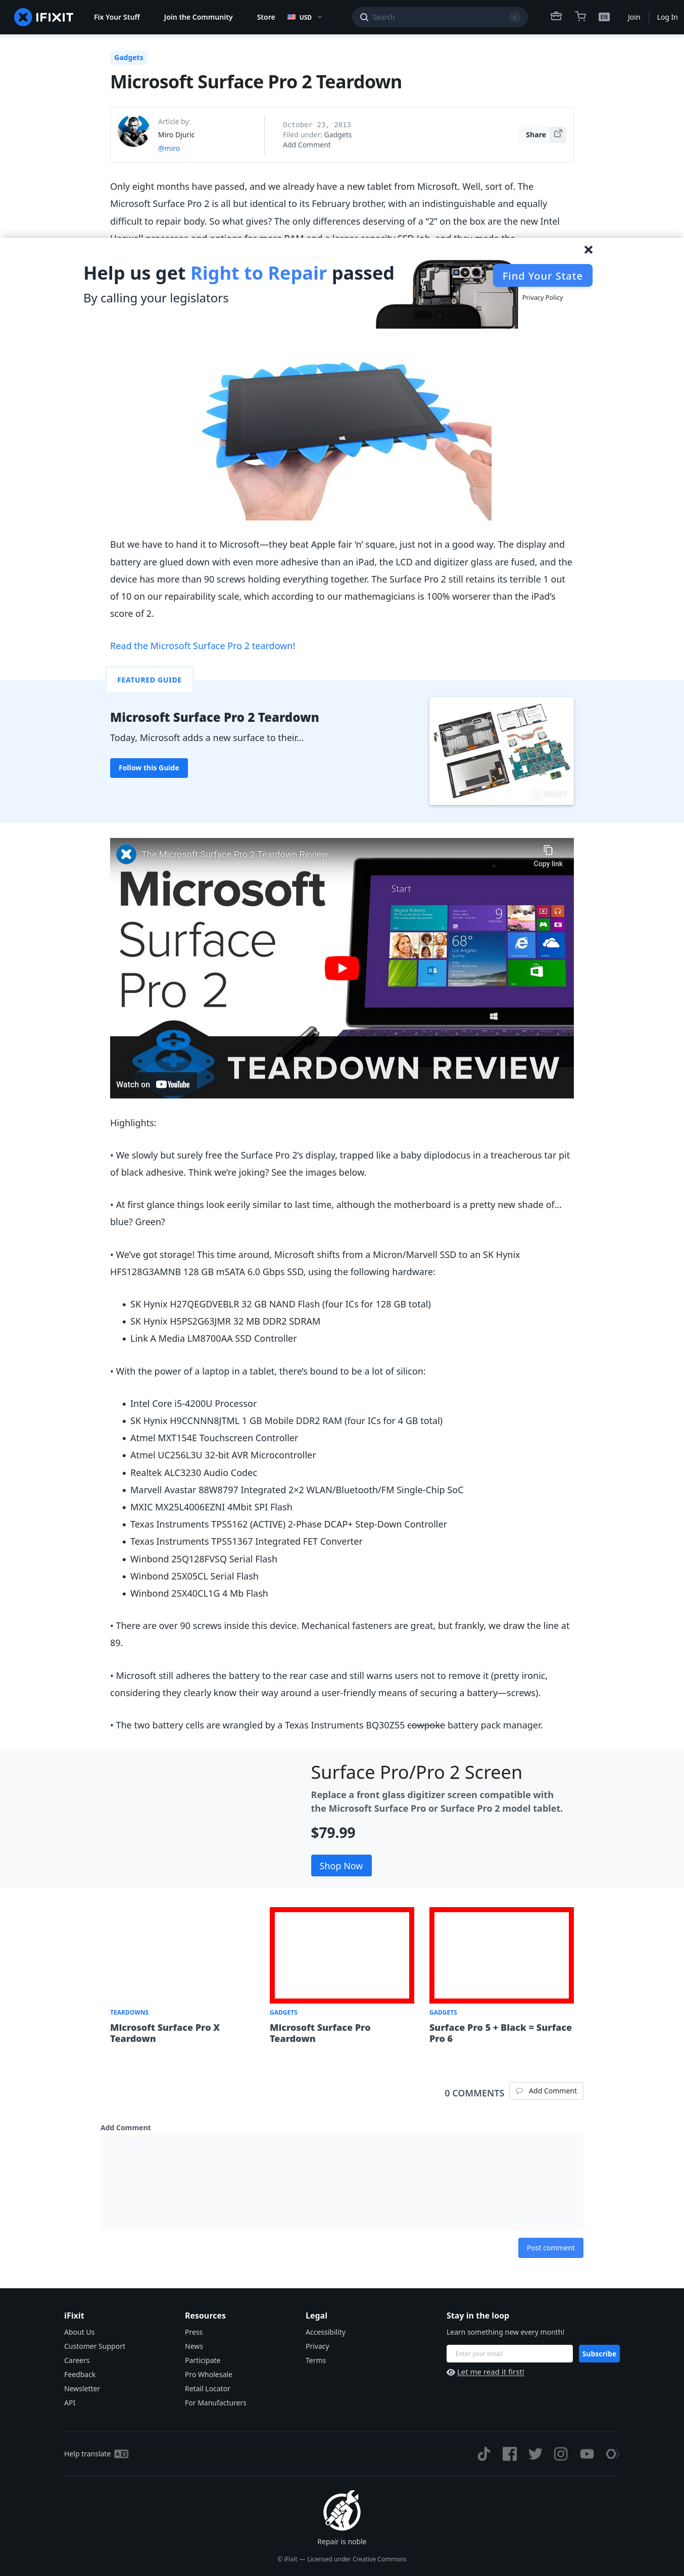 IFIXIT
Fix Your Stuff
Join the Community
Store
USD
Search
/
EN
Join
Log In
Gadgets
Microsoft Surface Pro 2 Teardown
Article by:
Miro Djuric
@miro
October 23, 2013
Filed under: Gadgets
Add Comment
Share
Only eight months have passed, and we already have a new tablet from Microsoft. Well, sort of. The
Microsoft Surface Pro 2 is all but identical to its February brother, with an indistinguishable and equally
difficult to repair body. So what gives? The only differences deserving of a “2” on the box are the new Intel
Help us get Right to Repair passed
By calling your legislators
Find Your State
Privacy Policy
But we have to hand it to Microsoft—they beat Apple fair ‘n’ square, just not in a good way. The display and
battery are glued down with even more adhesive than an iPad, the LCD and digitizer glass are fused, and the
device has more than 90 screws holding everything together. The Surface Pro 2 still retains its terrible 1 out
of 10 on our repairability scale, which according to our mathemagicians is 100% worserer than the iPad’s
score of 2.
Read the Microsoft Surface Pro 2 teardown!
FEATURED GUIDE
Microsoft Surface Pro 2 Teardown
Today, Microsoft adds a new surface to their...
Follow this Guide
The Microsoft Surface Pro 2 Teardown Review
Copy link
Microsoft
Surface
Pro 2
Start
9
68°
TEARDOWN REVIEW
Watch on YouTube
Highlights:
• We slowly but surely free the Surface Pro 2’s display, trapped like a baby diplodocus in a treacherous tar pit
of black adhesive. Think we’re joking? See the images below.
• At first glance things look eerily similar to last time, although the motherboard is a pretty new shade of…
blue? Green?
• We’ve got storage! This time around, Microsoft shifts from a Micron/Marvell SSD to an SK Hynix
HFS128G3AMNB 128 GB mSATA 6.0 Gbps SSD, using the following hardware:
• SK Hynix H27QEGDVEBLR 32 GB NAND Flash (four ICs for 128 GB total)
• SK Hynix H5PS2G63JMR 32 MB DDR2 SDRAM
• Link A Media LM8700AA SSD Controller
• With the power of a laptop in a tablet, there’s bound to be a lot of silicon:
• Intel Core i5-4200U Processor
• SK Hynix H9CCNNN8JTML 1 GB Mobile DDR2 RAM (four ICs for 4 GB total)
• Atmel MXT154E Touchscreen Controller
• Atmel UC256L3U 32-bit AVR Microcontroller
• Realtek ALC3230 Audio Codec
• Marvell Avastar 88W8797 Integrated 2×2 WLAN/Bluetooth/FM Single-Chip SoC
• MXIC MX25L4006EZNI 4Mbit SPI Flash
• Texas Instruments TPS5162 (ACTIVE) 2-Phase DCAP+ Step-Down Controller
• Texas Instruments TPS51367 Integrated FET Converter
• Winbond 25Q128FVSQ Serial Flash
• Winbond 25X05CL Serial Flash
• Winbond 25X40CL1G 4 Mb Flash
• There are over 90 screws inside this device. Mechanical fasteners are great, but frankly, we draw the line at
89.
• Microsoft still adheres the battery to the rear case and still warns users not to remove it (pretty ironic,
considering they clearly know their way around a user-friendly means of securing a battery—screws).
• The two battery cells are wrangled by a Texas Instruments BQ30Z55 cowpoke battery pack manager.
Surface Pro/Pro 2 Screen
Replace a front glass digitizer screen compatible with
the Microsoft Surface Pro or Surface Pro 2 model tablet.
$79.99
Shop Now
TEARDOWNS
Microsoft Surface Pro X
Teardown
GADGETS
Microsoft Surface Pro
Teardown
GADGETS
Surface Pro 5 + Black = Surface
Pro 6
0 COMMENTS
Add Comment
Add Comment
Post comment
iFixit
About Us
Customer Support
Careers
Feedback
Newsletter
API
Resources
Press
News
Participate
Pro Wholesale
Retail Locator
For Manufacturers
Legal
Accessibility
Privacy
Terms
Stay in the loop
Learn something new every month!
Enter your email
Subscribe
Let me read it first!
Help translate
Repair is noble
© iFixit — Licensed under Creative Commons